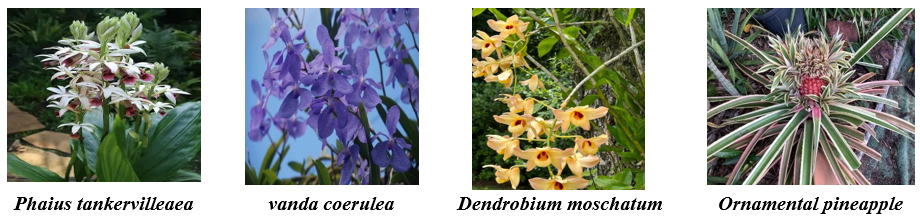 Phaius tankervilleaea
vanda coerulea
Dendrobium moschatum
Ornamental pineapple